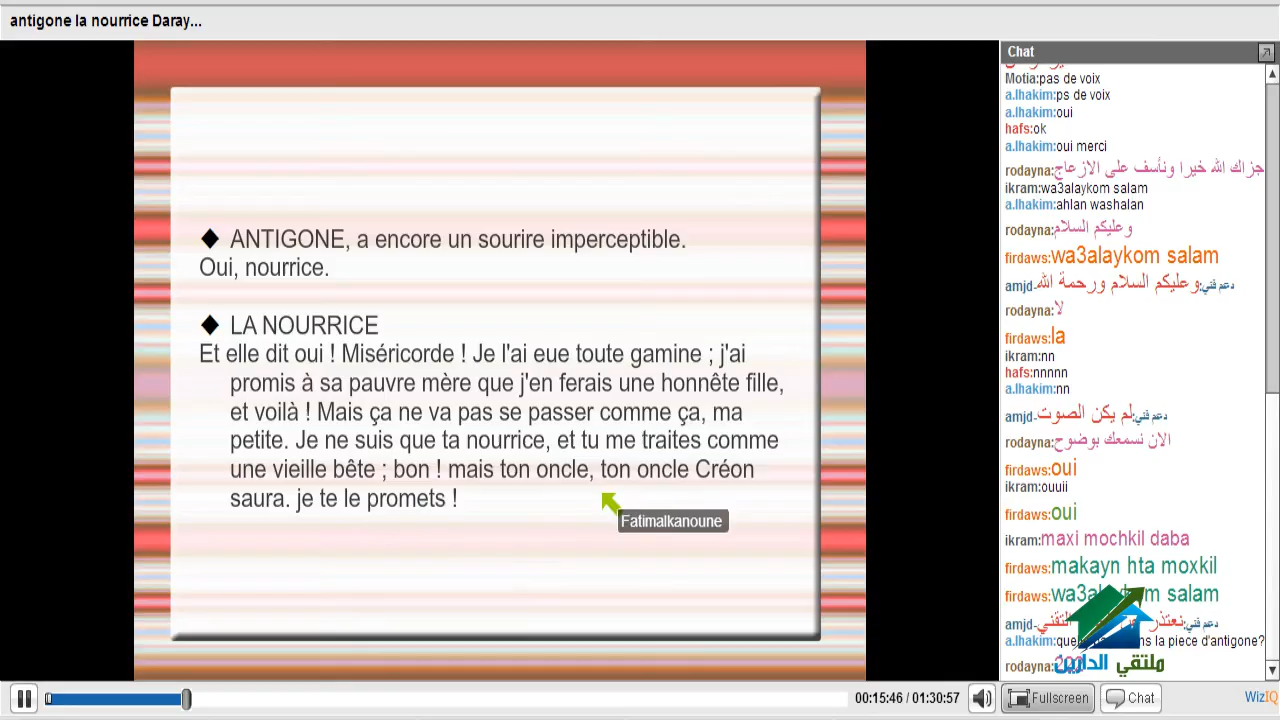 antigone la nourrice Daray...
◆ ANTIGONE, a encore un sourire imperceptible.
Oui, nourrice.
◆ LA NOURRICE
Et elle dit oui ! Miséricorde ! Je l'ai eue toute gamine ; j'ai
promis à sa pauvre mère que j'en ferais une honnête fille,
et voilà ! Mais ça ne va pas se passer comme ça, ma
petite. Je ne suis que ta nourrice, et tu me traites comme
une vieille bête ; bon ! mais ton oncle, ton oncle Créon
saura. je te le promets !
Fatimalkanoune
Chat
Motia:pas de voix
a.lhakim:ps de voix
a.lhakim:oui
hafs:ok
a.lhakim:oui merci
rodayna:جزاك الله خيرا ونأسف على الازعاج
ikram:wa3alaykom salam
a.lhakim:ahlan washalan
rodayna:وعليكم السلام
firdaws:wa3alaykom salam
amjd-دعم فني:وعليكم السلام ورحمة الله
rodayna:لا
firdaws:la
ikram:nn
hafs:nnnnn
a.lhakim:nn
amjd-دعم فني:لم يكن الصوت
rodayna:الان نسمعك بوضوح
firdaws:oui
ikram:ouuii
firdaws:oui
ikram:maxi mochkil daba
firdaws:makayn hta moxkil
firdaws:wa3al m salam
amjd-دعم فني:نعتذر التقني
a.lhakim: la piece d'antigone?
rodayna:
ملتقي الدارين
00:15:46 / 01:30:57
Fullscreen
Chat
WizIQ